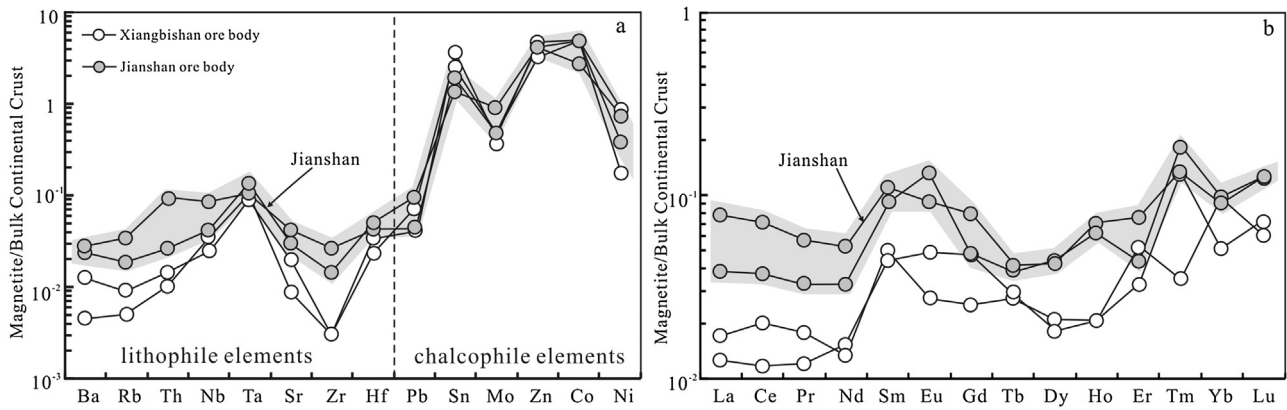 a
Xiangbishan ore body
Jianshan ore body
Jianshan
lithophile elements
chalcophile elements
Magnetite/Bulk Continental Crust
10
1
10-1
10-2
10-3
Ba Rb Th Nb Ta Sr Zr Hf Pb Sn Mo Zn Co Ni
b
Jianshan
Magnetite/Bulk Continental Crust
1
10-1
10-2
La Ce Pr Nd Sm Eu Gd Tb Dy Ho Er Tm Yb Lu